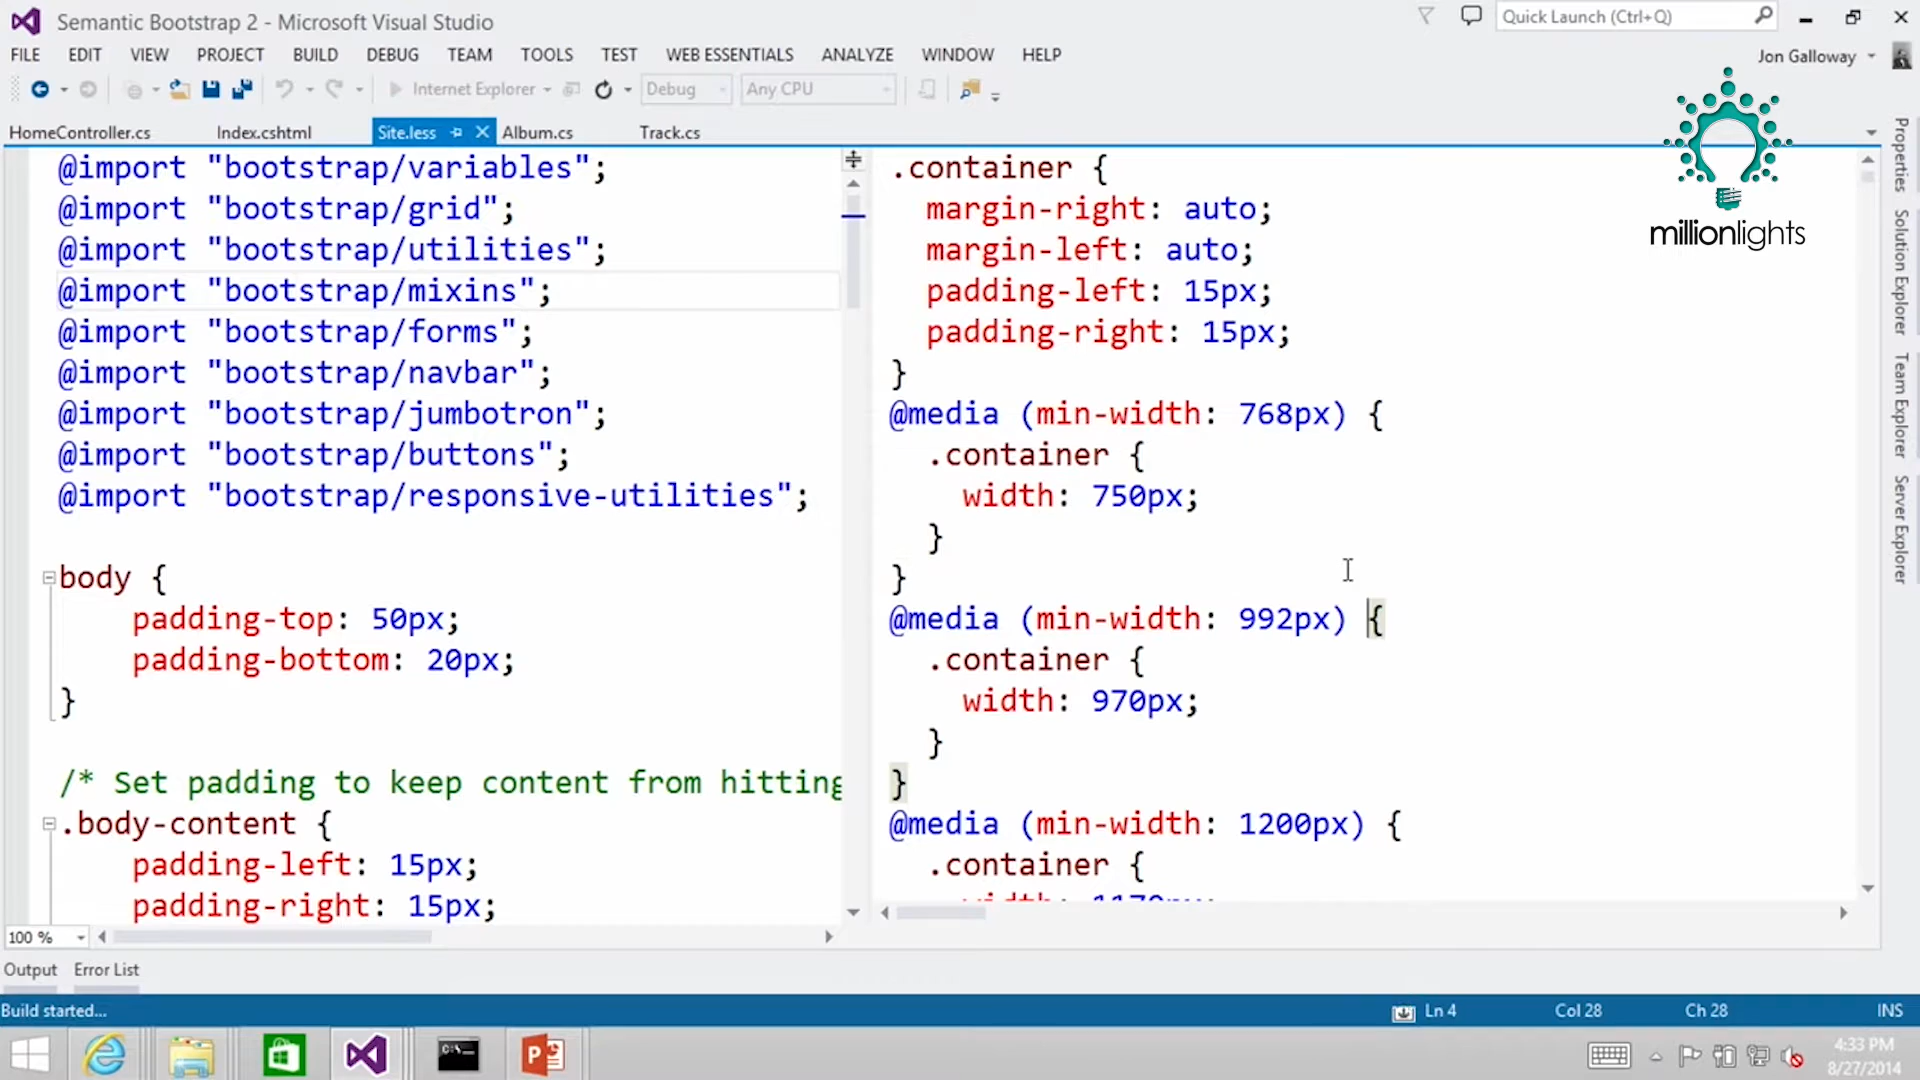 Semantic Bootstrap 2 - Microsoft Visual Studio
Quick Launch (Ctrl+Q)
FILE EDIT VIEW PROJECT BUILD DEBUG TEAM TOOLS TEST WEB ESSENTIALS ANALYZE WINDOW HELP
Jon Galloway
Internet Explorer
Debug
Any CPU
HomeController.cs Index.cshtml Site.less Album.cs Track.cs
@import "bootstrap/variables";
@import "bootstrap/grid";
@import "bootstrap/utilities";
@import "bootstrap/mixins";
@import "bootstrap/forms";
@import "bootstrap/navbar";
@import "bootstrap/jumbotron";
@import "bootstrap/buttons";
@import "bootstrap/responsive-utilities";
body {
padding-top: 50px;
padding-bottom: 20px;
}
/* Set padding to keep content from hitting
.body-content {
padding-left: 15px;
padding-right: 15px;
.container {
margin-right: auto;
margin-left: auto;
padding-left: 15px;
padding-right: 15px;
}
@media (min-width: 768px) {
.container {
width: 750px;
}
}
@media (min-width: 992px) {
.container {
width: 970px;
}
}
@media (min-width: 1200px) {
.container {
millionlights
Properties
Solution Explorer
Team Explorer
Server Explorer
100 %
Output Error List
Build started...
Ln 4 Col 28 Ch 28 INS
4:33 PM
8/27/2014